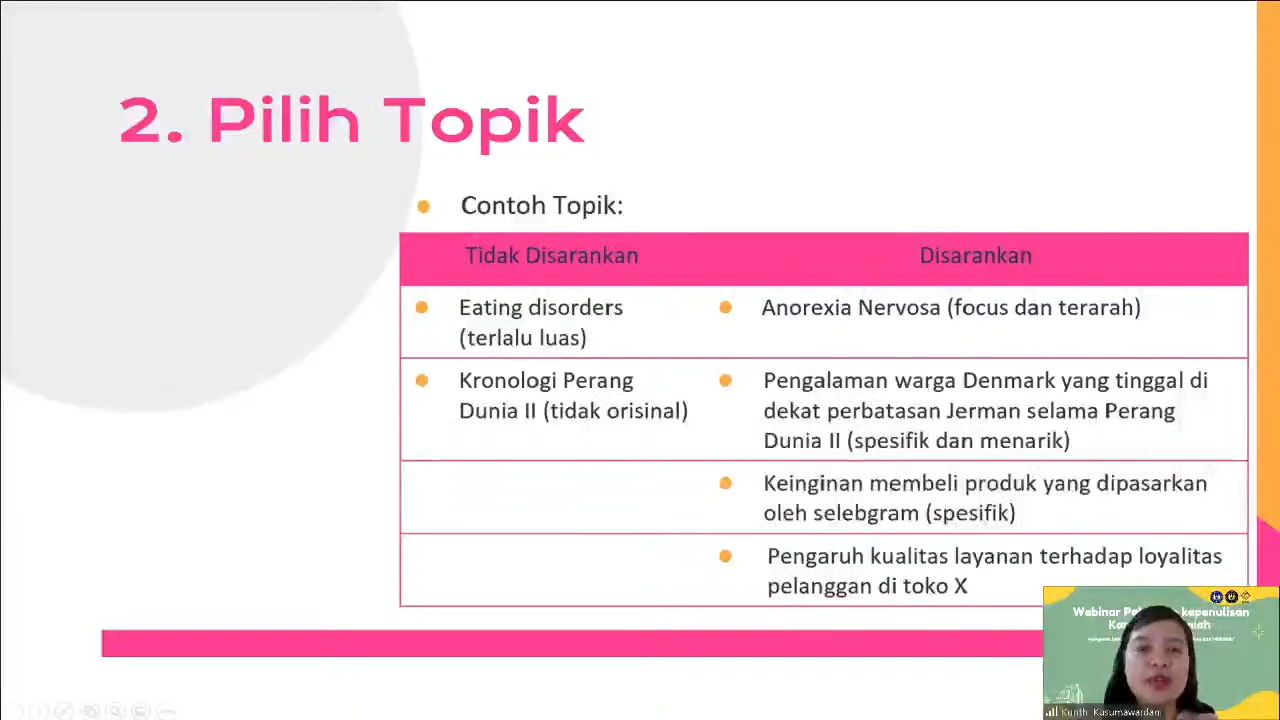 2. Pilih Topik
Contoh Topik:
Tidak Disarankan
Disarankan
Eating disorders
(terlalu luas)
Anorexia Nervosa (focus dan terarah)
Kronologi Perang
Dunia II (tidak orisinal)
Pengalaman warga Denmark yang tinggal di
dekat perbatasan Jerman selama Perang
Dunia II (spesifik dan menarik)
Keinginan membeli produk yang dipasarkan
oleh selebgram (spesifik)
Pengaruh kualitas layanan terhadap loyalitas
pelanggan di toko X
Webinar kepenulisan
Kunthi Kusumawardani